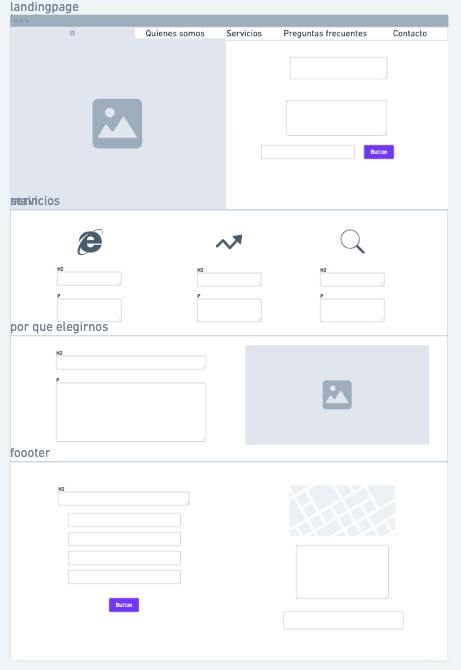 landingpage
Quienes somos Servicios Preguntas frecuentes Contacto
Button
servicios
H2 H2 H2
P P P
por que elegirnos
H2
P
foooter
H2
Button